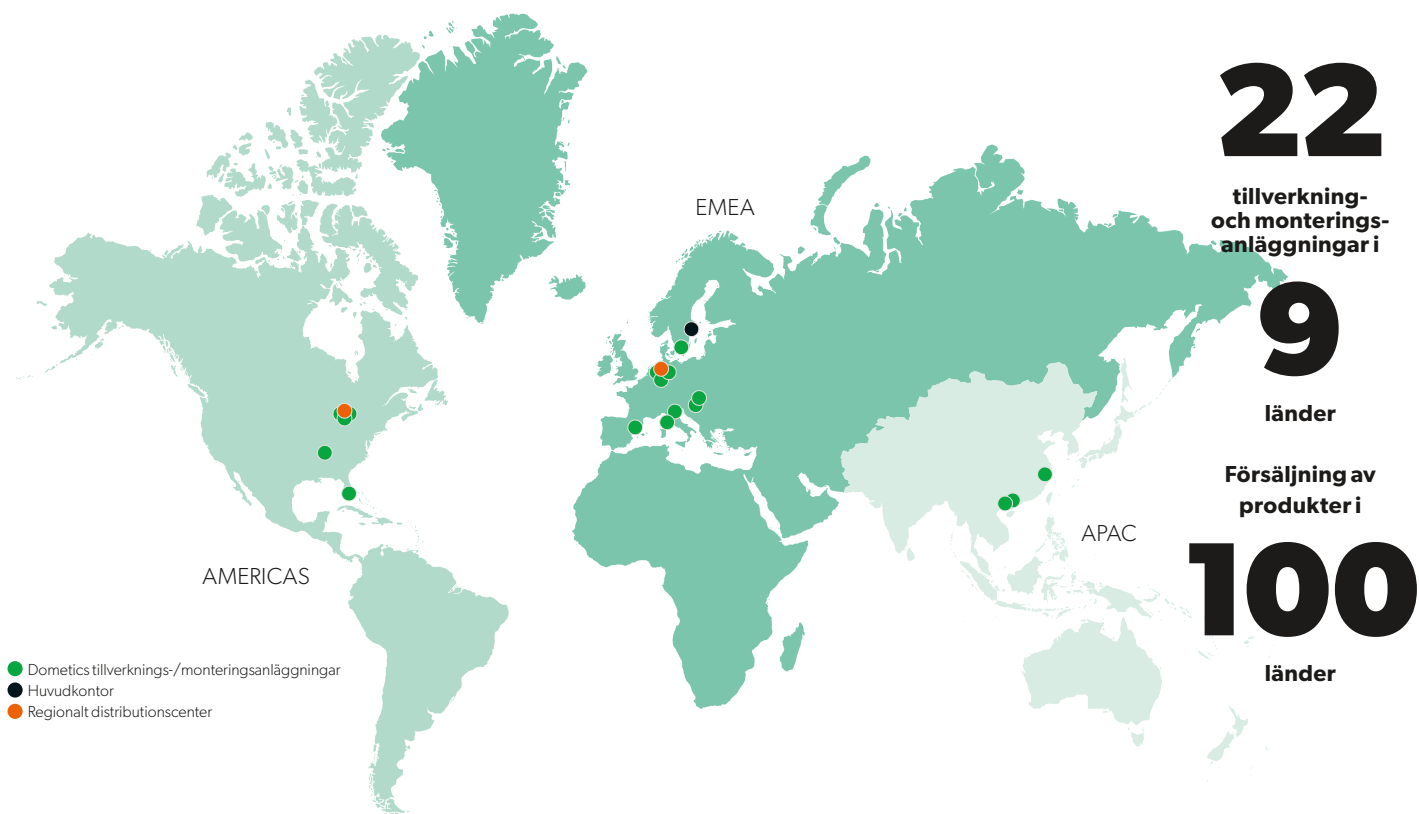 22
tillverkning-
och monterings-
anläggningar i
EMEA
9
länder
Försäljning av
produkter i
APAC
100
länder
AMERICAS
Dometics tillverknings-/monteringsanläggningar
Huvudkontor
Regionalt distributionscenter